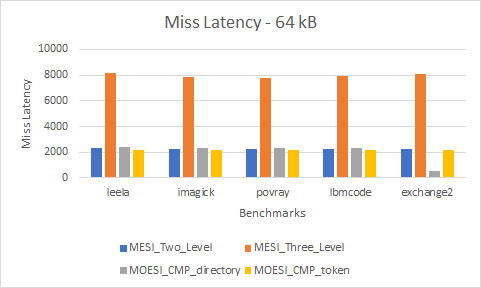 Miss Latency - 64 kB
10000
8000
6000
4000
2000
0
Miss Latency
leela imagick povray lbmcode exchange2
Benchmarks
MESI_Two_Level MESI_Three_Level
MOESI_CMP_directory MOESI_CMP_token